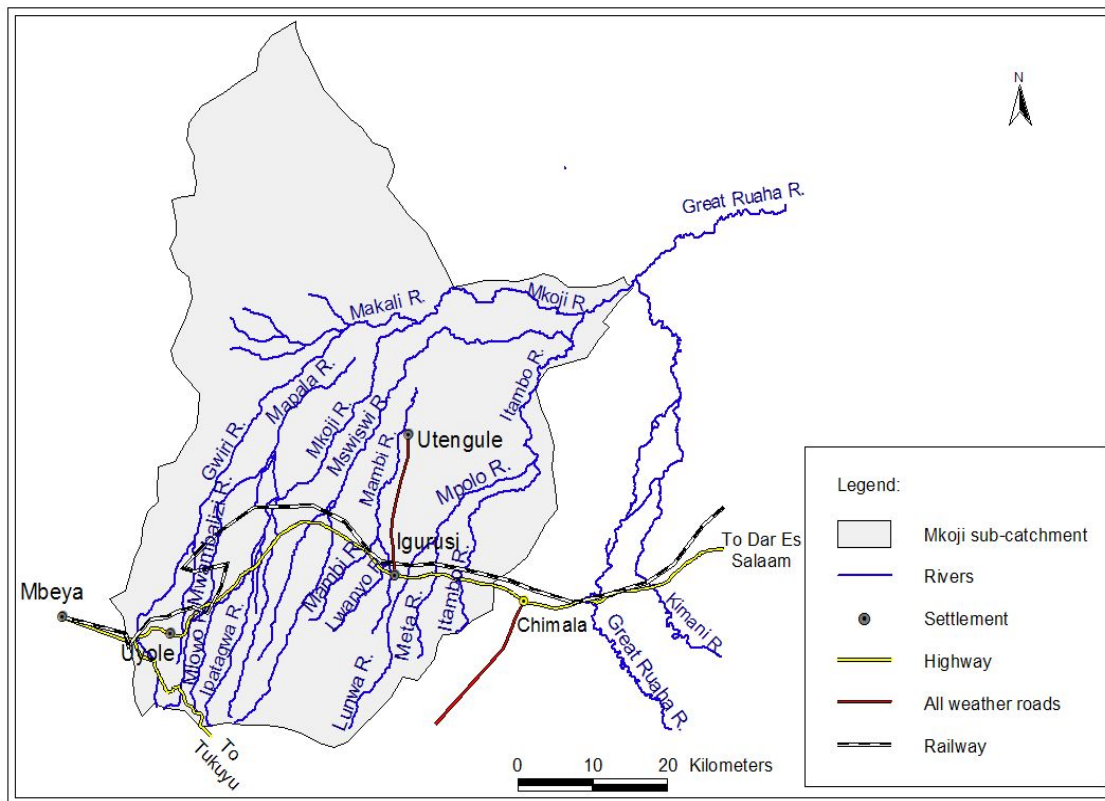 N
Great Ruaha R.
Makali R.
Mkoji R.
Gwiri R.
Mapala R.
Mkoji R.
Mswiswi R.
Itambo R.
Mambi R.
Utengule
Mpolo R.
Mwambalizi R.
Igurusi
To Dar Es
Salaam
Mbeya
Uyole
Mlowo R.
Ipatagwa R.
Mambi R.
Lwanyo R.
Lunwa R.
Meta R.
Itambo R.
Chimala
Great Ruaha R.
Kimani R.
To
Tukuyu
Legend:
Mkoji sub-catchment
Rivers
Settlement
Highway
All weather roads
Railway
0 10 20 Kilometers